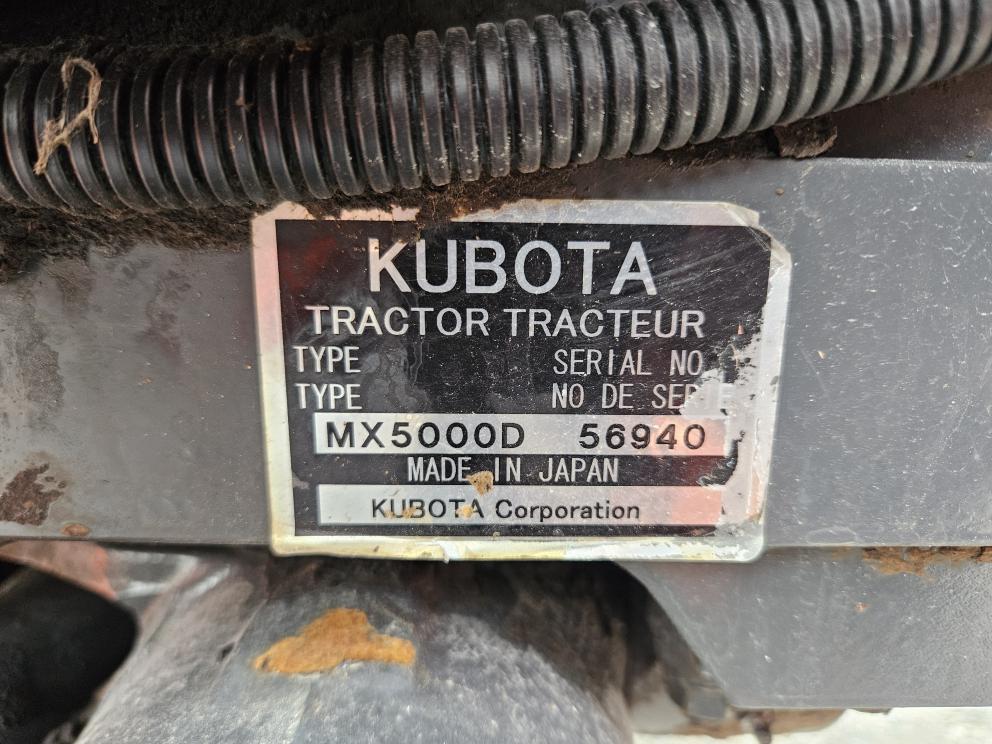 KUBOTA
TRACTOR TRACTEUR
TYPE SERIAL NO
TYPE NO DE SERIE
MX5000D 56940
MADE IN JAPAN
KUBOTA Corporation